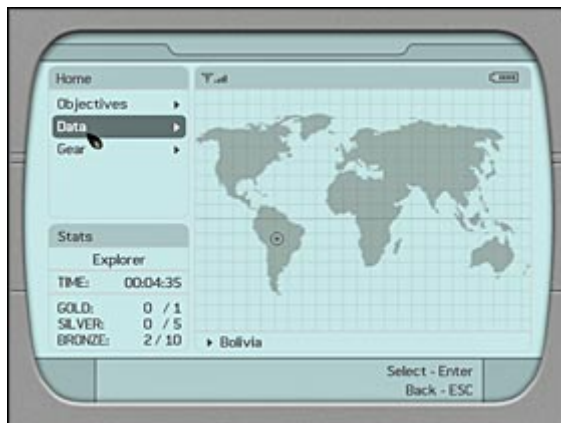 Home
Objectives
Data
Gear
Stats
Explorer
TIME: 00:04:35
GOLD: 0 / 1
SILVER: 0 / 5
BRONZE: 2 / 10
Bolivia
Select - Enter
Back - ESC